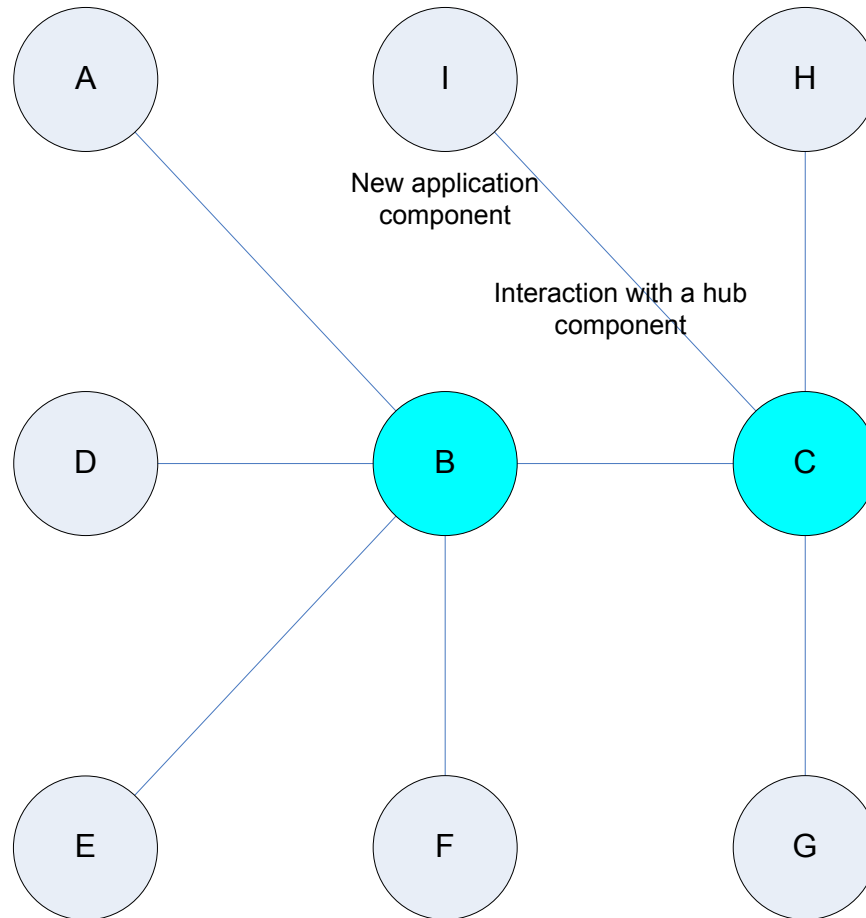 A
I
H
New application
component
Interaction with a hub
component
D
B
C
E
F
G